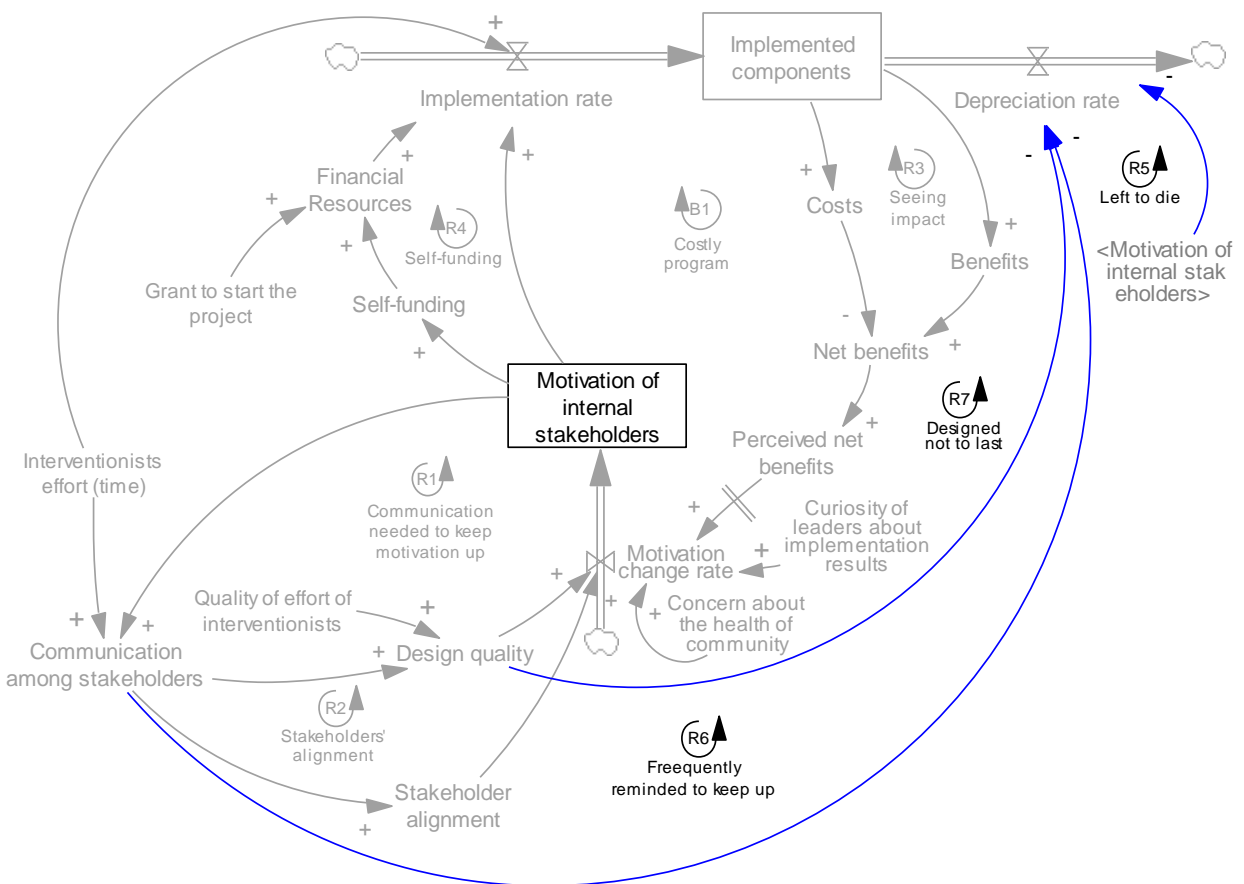 Implemented
components
Implementation rate
Depreciation rate
+
-
Financial
Resources
+
+
+
+
R4
Self-funding
Grant to start the
project
Self-funding
+
B1
Costly
program
+
Costs
R3
Seeing
impact
-
-
R5
Left to die
+
Benefits
<Motivation of
internal stak
eholders>
-
Net benefits
+
Motivation of
internal
stakeholders
R7
Designed
not to last
Perceived net
benefits
+
Interventionists
effort (time)
R1
Communication
needed to keep
motivation up
+
Curiosity of
leaders about
implementation
results
+
Motivation
change rate
+
+
Quality of effort of
interventionists
+
+
Concern about
the health of
community
+
+
Communication
among stakeholders
+
Design quality
R2
Stakeholders'
alignment
R6
Freequently
reminded to keep up
Stakeholder
alignment
+